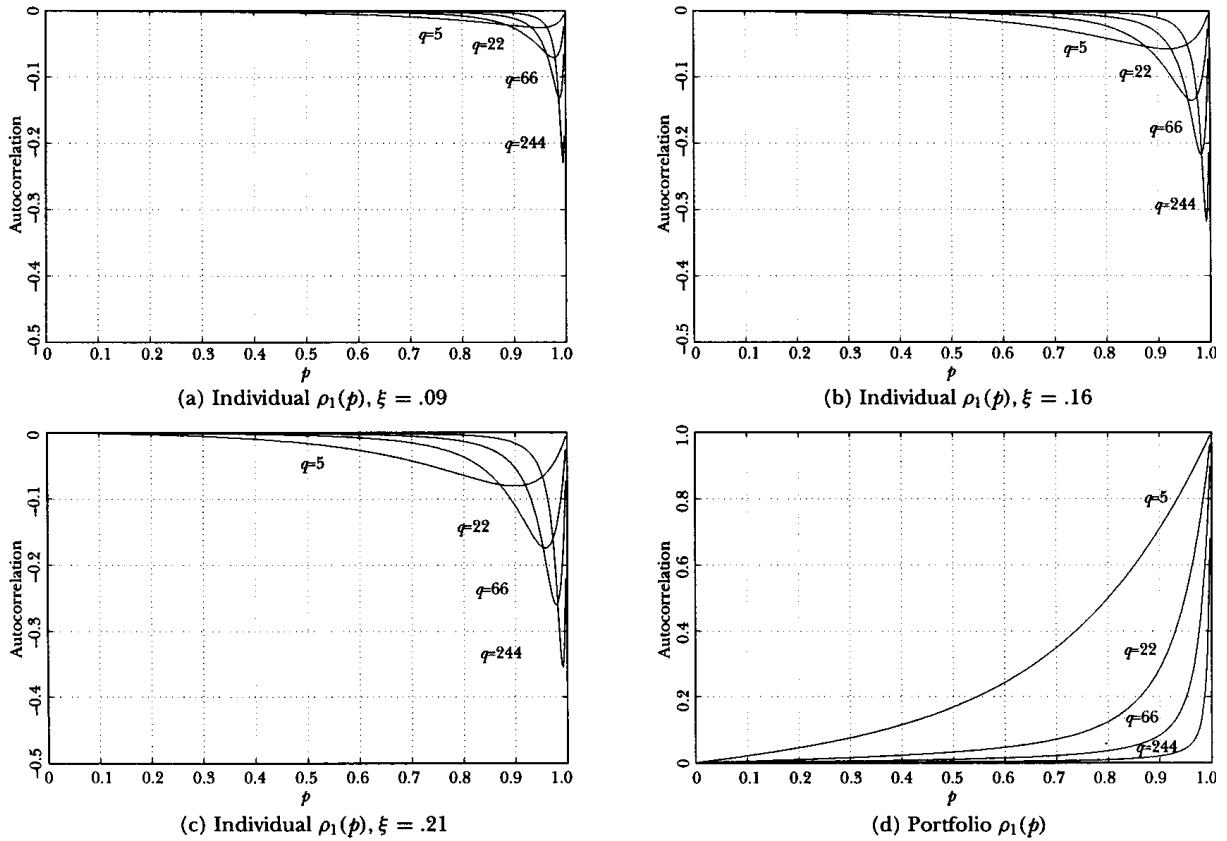 Autocorrelation
0
−0.1
−0.2
−0.3
−0.4
−0.5
q=5
q=22
q=66
q=244
0 0.1 0.2 0.3 0.4 0.5 0.6 0.7 0.8 0.9 1.0
p
(a) Individual ρ₁(p), ξ = .09
Autocorrelation
0
−0.1
−0.2
−0.3
−0.4
−0.5
q=5
q=22
q=66
q=244
0 0.1 0.2 0.3 0.4 0.5 0.6 0.7 0.8 0.9 1.0
p
(b) Individual ρ₁(p), ξ = .16
Autocorrelation
0
−0.1
−0.2
−0.3
−0.4
−0.5
q=5
q=22
q=66
q=244
0 0.1 0.2 0.3 0.4 0.5 0.6 0.7 0.8 0.9 1.0
p
(c) Individual ρ₁(p), ξ = .21
Autocorrelation
1.0
0.8
0.6
0.4
0.2
0
q=5
q=22
q=66
q=244
0 0.1 0.2 0.3 0.4 0.5 0.6 0.7 0.8 0.9 1.0
p
(d) Portfolio ρ₁(p)